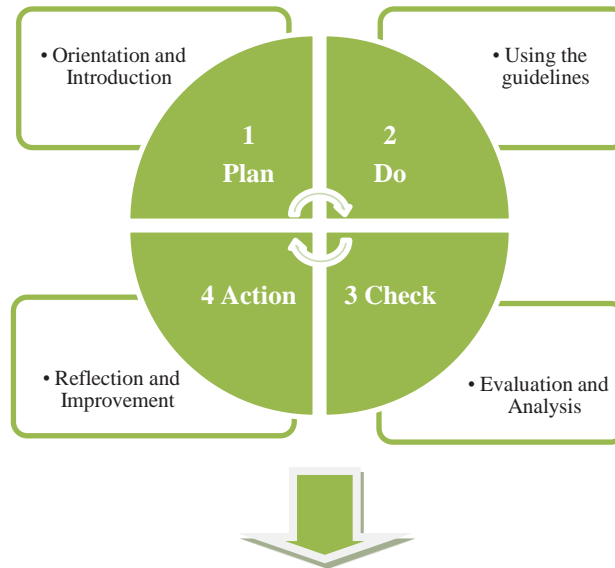 • Orientation and
Introduction
• Using the
guidelines
1
Plan
2
Do
4 Action
3 Check
• Reflection and
Improvement
• Evaluation and
Analysis